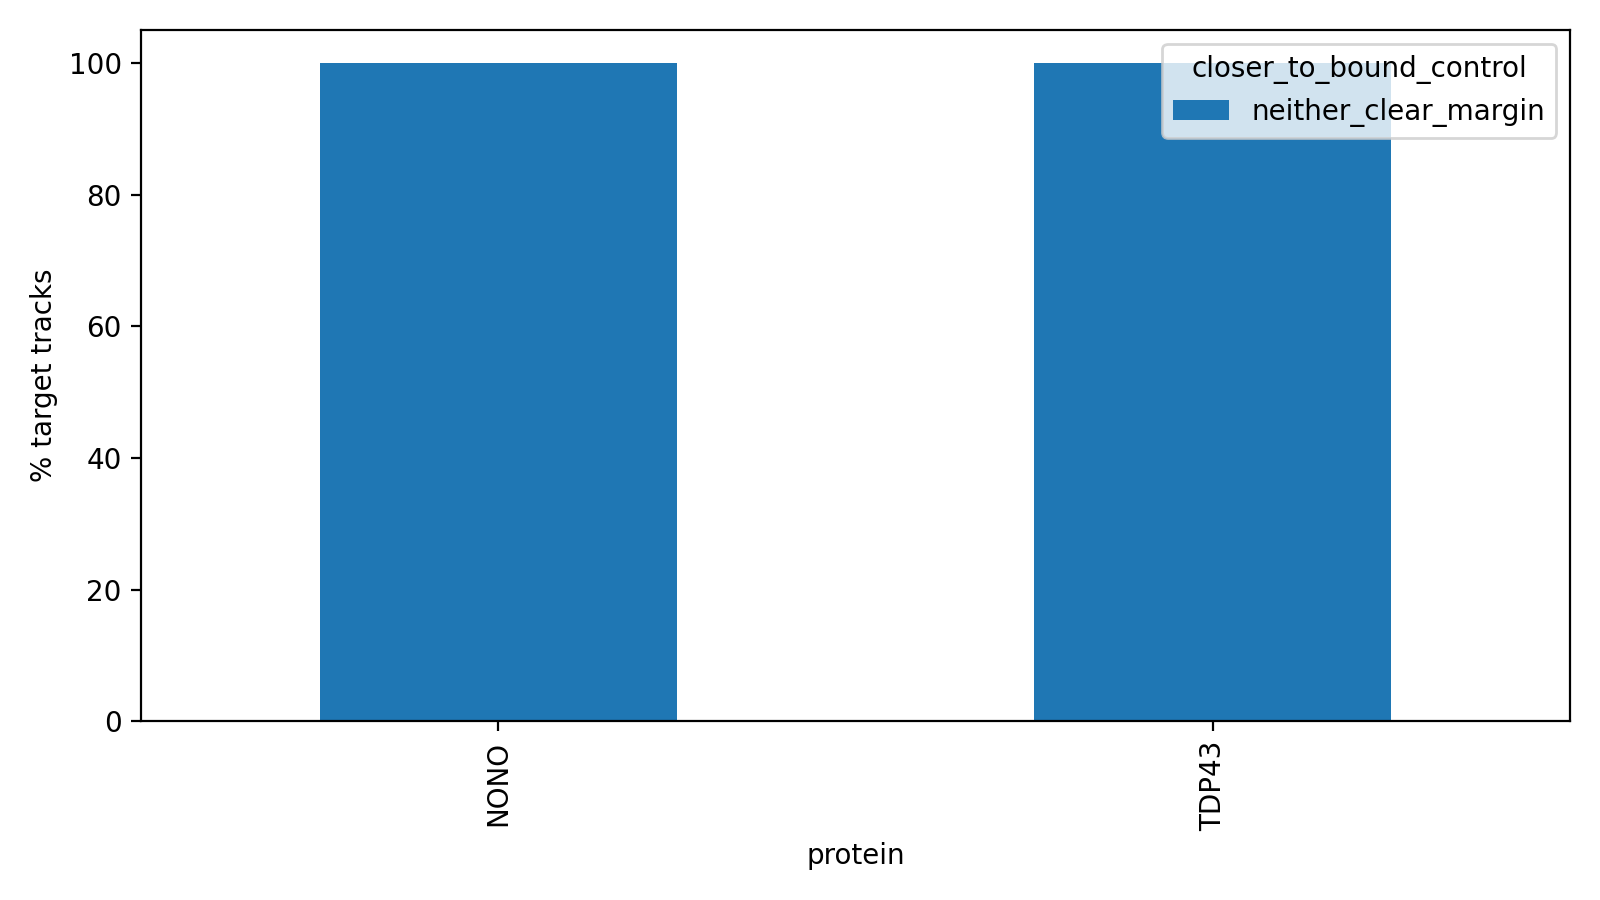 closer_to_bound_control
neither_clear_margin
% target tracks
100
80
60
40
20
0
NONO
TDP43
protein